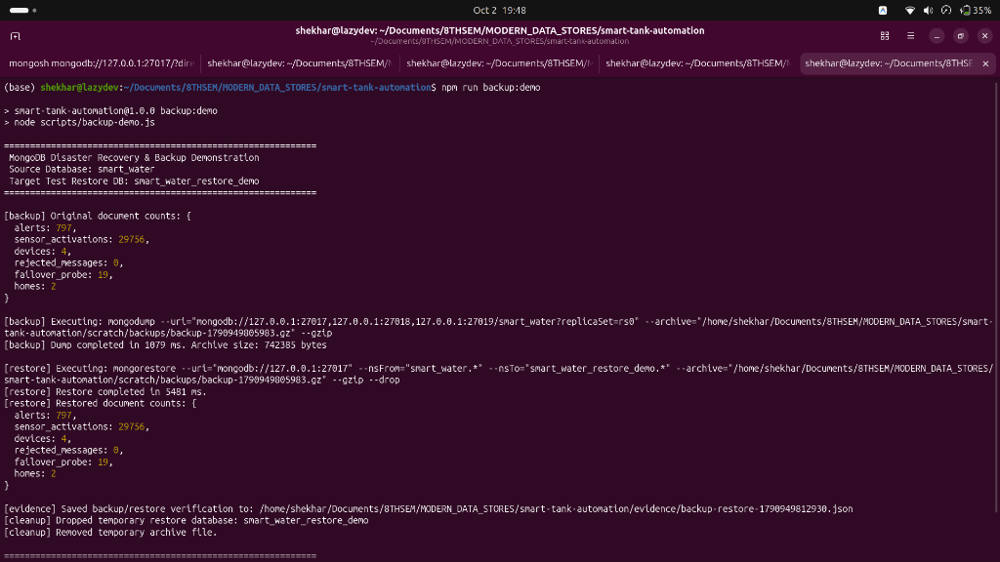 Oct 2 19:48
35%
shekhar@lazydev: ~/Documents/8THSEM/MODERN_DATA_STORES/smart-tank-automation
~/Documents/8THSEM/MODERN_DATA_STORES/smart-tank-automation
mongosh mongodb://127.0.0.1:27017/?dire
shekhar@lazydev: ~/Documents/8THSEM/
shekhar@lazydev: ~/Documents/8THSEM/
shekhar@lazydev: ~/Documents/8THSEM/
shekhar@lazydev: ~/Documents/8THSE
(base) shekhar@lazydev:~/Documents/8THSEM/MODERN_DATA_STORES/smart-tank-automation$ npm run backup:demo
> smart-tank-automation@1.0.0 backup:demo
> node scripts/backup-demo.js
============================================================
MongoDB Disaster Recovery & Backup Demonstration
Source Database: smart_water
Target Test Restore DB: smart_water_restore_demo
============================================================
[backup] Original document counts: {
alerts: 797,
sensor_activations: 29756,
devices: 4,
rejected_messages: 0,
failover_probe: 19,
homes: 2
}
[backup] Executing: mongodump --uri="mongodb://127.0.0.1:27017,127.0.0.1:27018,127.0.0.1:27019/smart_water?replicaSet=rs0" --archive="/home/shekhar/Documents/8THSEM/MODERN_DATA_STORES/smart-
tank-automation/scratch/backups/backup-1790949805983.gz" --gzip
[backup] Dump completed in 1079 ms. Archive size: 742385 bytes
[restore] Executing: mongorestore --uri="mongodb://127.0.0.1:27017" --nsFrom="smart_water.*" --nsTo="smart_water_restore_demo.*" --archive="/home/shekhar/Documents/8THSEM/MODERN_DATA_STORES/
smart-tank-automation/scratch/backups/backup-1790949805983.gz" --gzip --drop
[restore] Restore completed in 5481 ms.
[restore] Restored document counts: {
alerts: 797,
sensor_activations: 29756,
devices: 4,
rejected_messages: 0,
failover_probe: 19,
homes: 2
}
[evidence] Saved backup/restore verification to: /home/shekhar/Documents/8THSEM/MODERN_DATA_STORES/smart-tank-automation/evidence/backup-restore-1790949812930.json
[cleanup] Dropped temporary restore database: smart_water_restore_demo
[cleanup] Removed temporary archive file.
============================================================